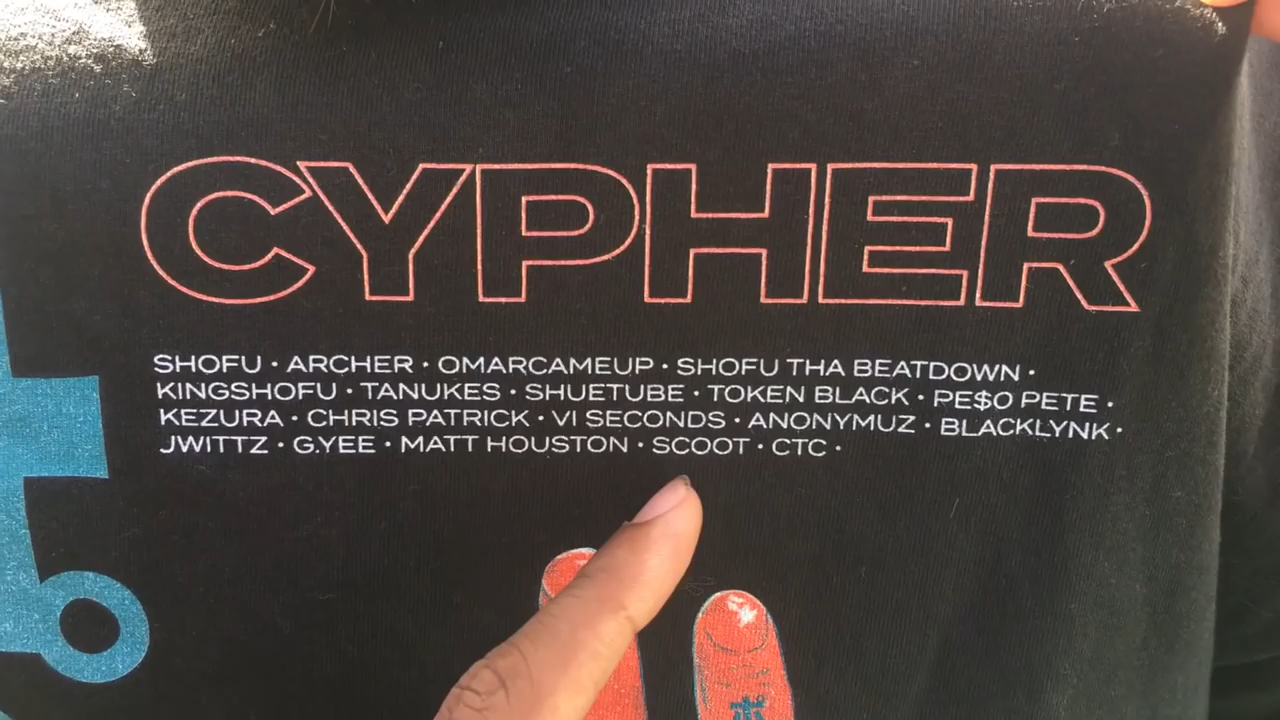 CYPHER
SHOFU · ARCHER · OMARCAMEUP · SHOFU THA BEATDOWN ·
KINGSHOFU · TANUKES · SHUETUBE · TOKEN BLACK · PE$O PETE ·
KEZURA · CHRIS PATRICK · VI SECONDS · ANONYMUZ · BLACKLYNK ·
JWITTZ · G.YEE · MATT HOUSTON · SCOOT · CTC ·